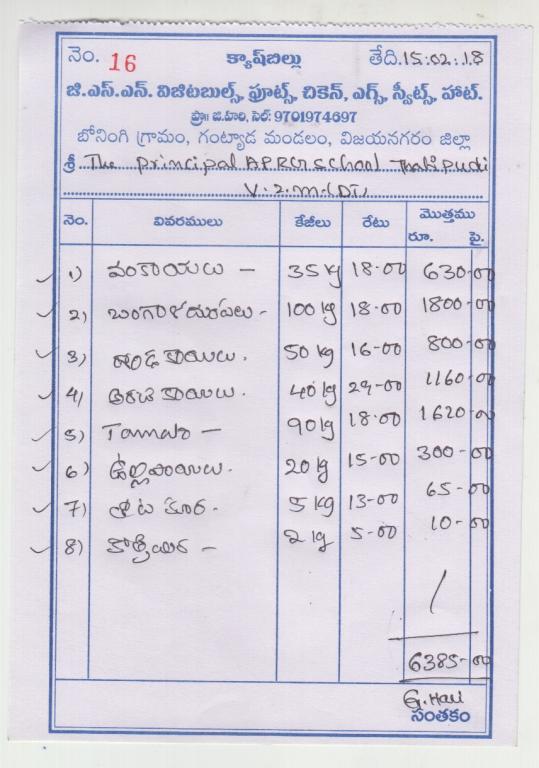 నెం. 16 క్యాష్‌బిల్లు తేది. 15:02:18
జి.ఎస్.ఎన్. విజిటబుల్స్, ఫ్రూట్స్, చికెన్, ఎగ్స్, స్వీట్స్, హాట్.
ప్రొ॥ జి.హరి, సెల్: 9701974697
బోనింగి గ్రామం, గంట్యాడ మండలం, విజయనగరం జిల్లా
శ్రీ The principal APRCT School Thatipudi
V.Z.M. (DT)
నెం. వివరములు కేజీలు రేటు మొత్తము
రూ. పై.
1) వంకాయలు - 35 kg 18.00 630-00
2) బంగాళదుంపలు - 100 kg 18.00 1800-00
3) దొండకాయలు. 50 kg 16-00 800-00
4) అరటికాయలు. 40 kg 29-00 1160-00
5) 90 kg 18.00 1620-00
6) ఉల్లిపాయలు. 20 kg 15-00 300-00
7) తోటకూర. 5 kg 13-00 65-00
8) కొత్తిమీర - 2 kg 5-00 10-00
6385-00
G. Hari
సంతకం